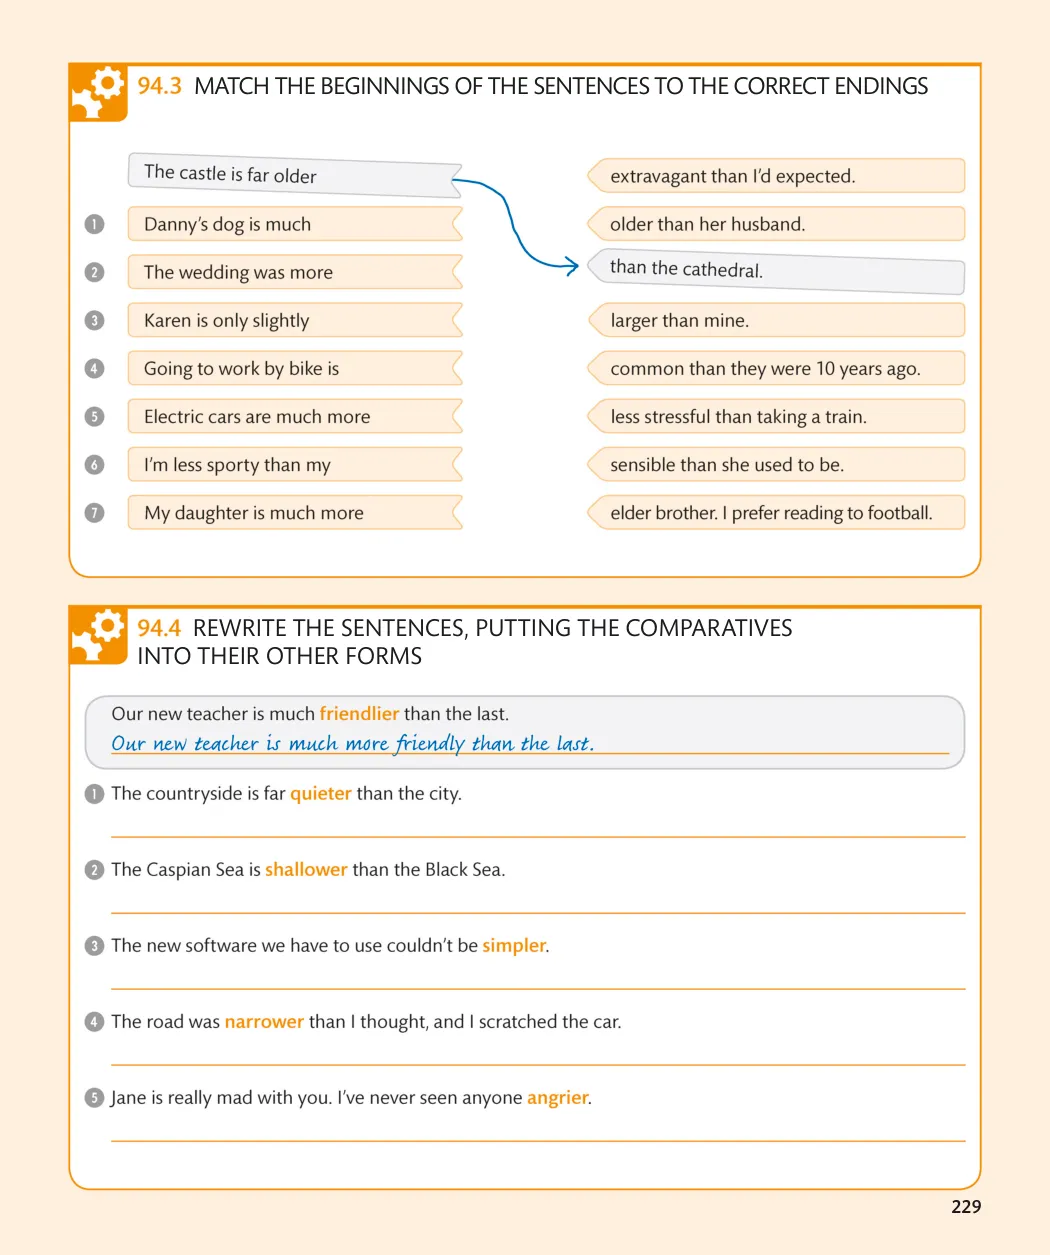 94.3 MATCH THE BEGINNINGS OF THE SENTENCES TO THE CORRECT ENDINGS
The castle is far older
extravagant than I'd expected.
1 Danny's dog is much
older than her husband.
2 The wedding was more
than the cathedral.
3 Karen is only slightly
larger than mine.
4 Going to work by bike is
common than they were 10 years ago.
5 Electric cars are much more
less stressful than taking a train.
6 I'm less sporty than my
sensible than she used to be.
7 My daughter is much more
elder brother. I prefer reading to football.
94.4 REWRITE THE SENTENCES, PUTTING THE COMPARATIVES
INTO THEIR OTHER FORMS
Our new teacher is much friendlier than the last.
Our new teacher is much more friendly than the last.
1 The countryside is far quieter than the city.
2 The Caspian Sea is shallower than the Black Sea.
3 The new software we have to use couldn't be simpler.
4 The road was narrower than I thought, and I scratched the car.
5 Jane is really mad with you. I've never seen anyone angrier.
229